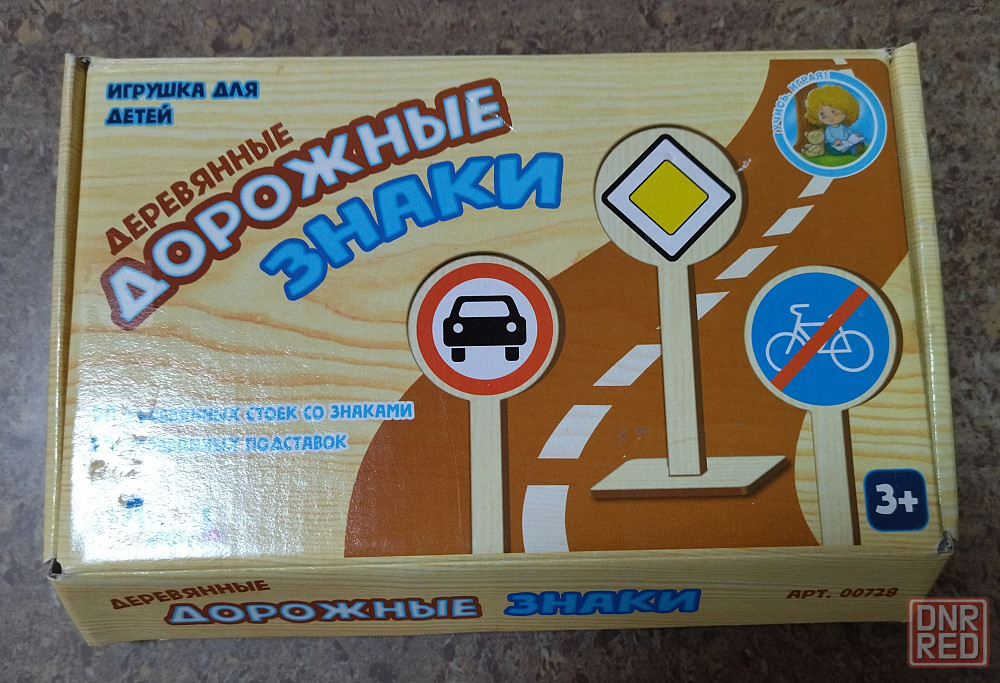 ИГРУШКА ДЛЯ
ДЕТЕЙ
ДЕРЕВЯННЫЕ
ДОРОЖНЫЕ
ЗНАКИ
УЧИСЬ, ИГРАЯ!
СТОЕК СО ЗНАКАМИ
ПОДСТАВОК
3+
ДЕРЕВЯННЫЕ ДОРОЖНЫЕ ЗНАКИ
АРТ. 00728
DNR
RED